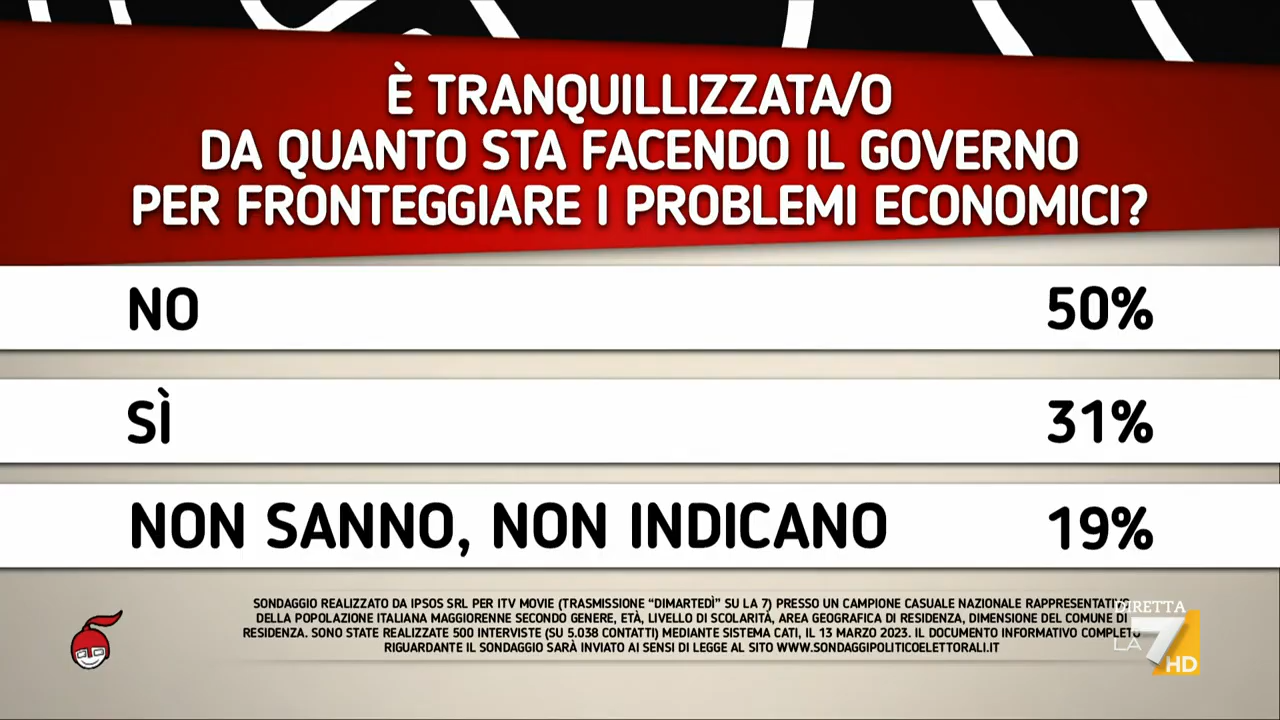 È TRANQUILLIZZATA/O
DA QUANTO STA FACENDO IL GOVERNO
PER FRONTEGGIARE I PROBLEMI ECONOMICI?
NO 50%
SÌ 31%
NON SANNO, NON INDICANO 19%
SONDAGGIO REALIZZATO DA IPSOS SRL PER ITV MOVIE (TRASMISSIONE “DIMARTEDÌ” SU LA 7) PRESSO UN CAMPIONE CASUALE NAZIONALE RAPPRESENTATIVO
DELLA POPOLAZIONE ITALIANA MAGGIORENNE SECONDO GENERE, ETÀ, LIVELLO DI SCOLARITÀ, AREA GEOGRAFICA DI RESIDENZA, DIMENSIONE DEL COMUNE DI
RESIDENZA. SONO STATE REALIZZATE 500 INTERVISTE (SU 5.038 CONTATTI) MEDIANTE SISTEMA CATI, IL 13 MARZO 2023. IL DOCUMENTO INFORMATIVO COMPLETO
RIGUARDANTE IL SONDAGGIO SARÀ INVIATO AI SENSI DI LEGGE AL SITO WWW.SONDAGGIPOLITICOELETTORALI.IT
DIRETTA
LA 7 HD